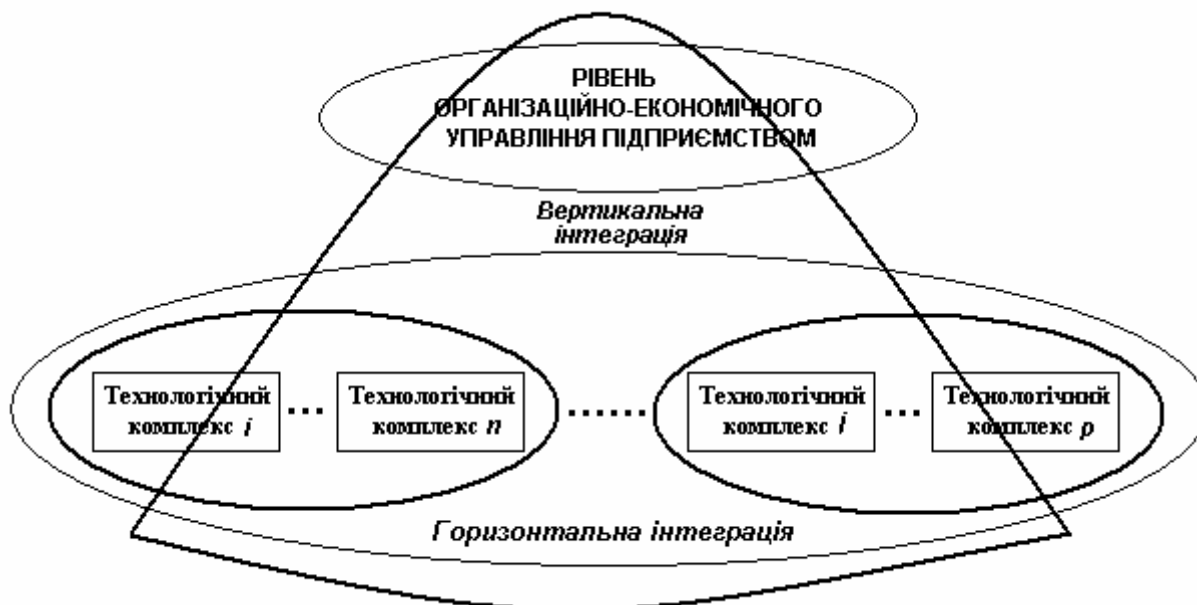 РІВЕНЬ
ОРГАНІЗАЦІЙНО-ЕКОНОМІЧНОГО
УПРАВЛІННЯ ПІДПРИЄМСТВОМ
Вертикальна
інтеграція
Технологічний
комплекс i
...
Технологічний
комплекс n
......
Технологічний
комплекс l
...
Технологічний
комплекс p
Горизонтальна інтеграція